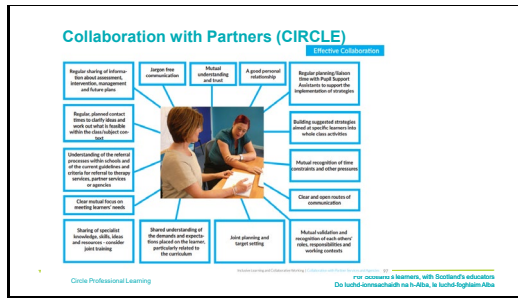 Collaboration with Partners (CIRCLE)
Effective Collaboration
Regular sharing of informa-
tion about assessment,
intervention, management
and future plans
Jargon free
communication
Mutual
understanding
and trust
A good personal
relationship
Regular planning/liaison
time with Pupil Support
Assistants to support the
implementation of strategies
Regular, planned contact
times to clarify ideas and
work out what is feasible
within the class/subject con-
text
Building suggested strategies
aimed at specific learners into
whole class activities
Understanding of the referral
processes within schools and
of the current guidelines and
criteria for referral to therapy
services, partner services
or agencies
Mutual recognition of time
constraints and other pressures
Clear mutual focus on
meeting learners' needs
Clear and open routes of
communication
Sharing of specialist
knowledge, skills, ideas
and resources - consider
joint training
Shared understanding of
the demands and expecta-
tions placed on the learner,
particularly related to
the curriculum
Joint planning and
target setting
Mutual validation and
recognition of each others'
roles, responsibilities and
working contexts
Circle Professional Learning
For Scotland's learners, with Scotland's educators
Do luchd-ionnsachaidh na h-Alba, le luchd-foghlaim Alba